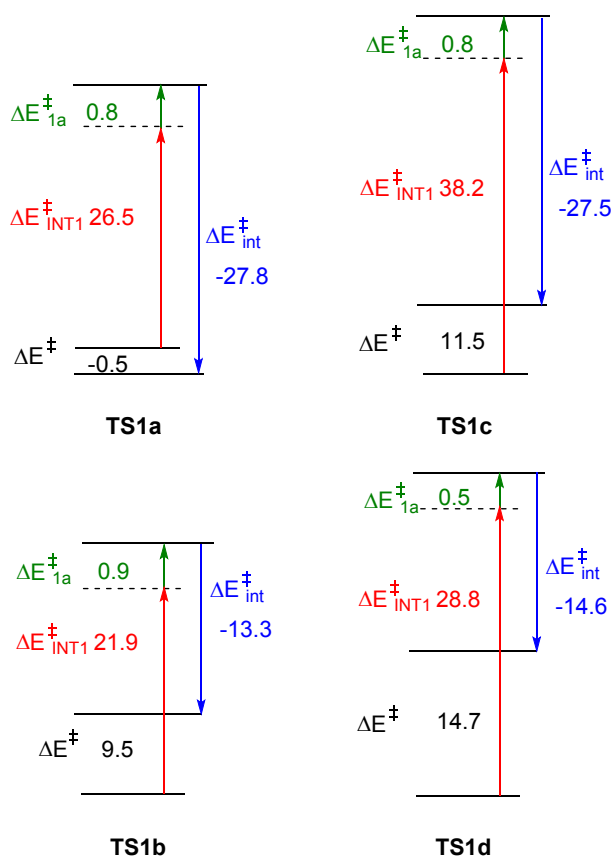 ΔE‡1a 0.8
ΔE‡INT1 26.5
ΔE‡int
-27.8
ΔE‡
-0.5
TS1a
ΔE‡1a 0.8
ΔE‡INT1 38.2
ΔE‡int
-27.5
ΔE‡ 11.5
TS1c
ΔE‡1a 0.9
ΔE‡INT1 21.9
ΔE‡int
-13.3
ΔE‡ 9.5
TS1b
ΔE‡1a 0.5
ΔE‡INT1 28.8
ΔE‡int
-14.6
ΔE‡ 14.7
TS1d